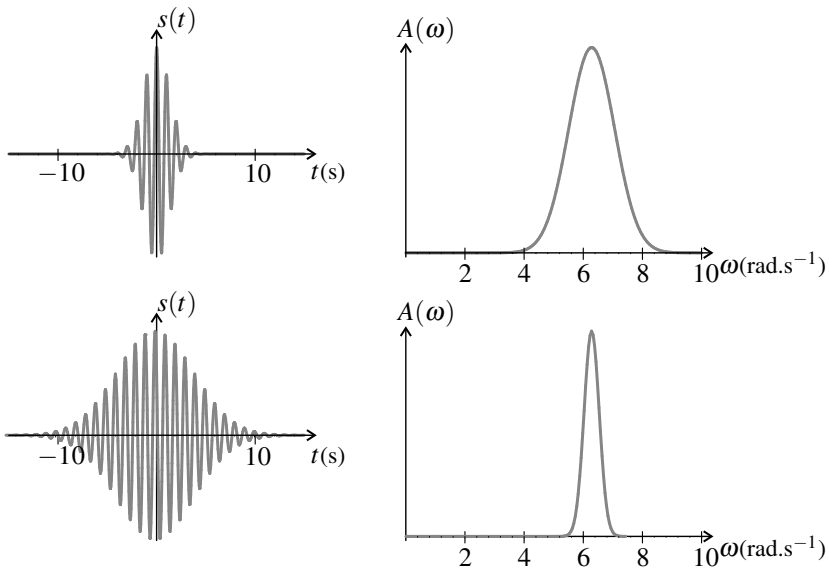 s(t)
−10 10 t(s)
A(ω)
2 4 6 8 10 ω(rad.s⁻¹)
s(t)
−10 10 t(s)
A(ω)
2 4 6 8 10 ω(rad.s⁻¹)